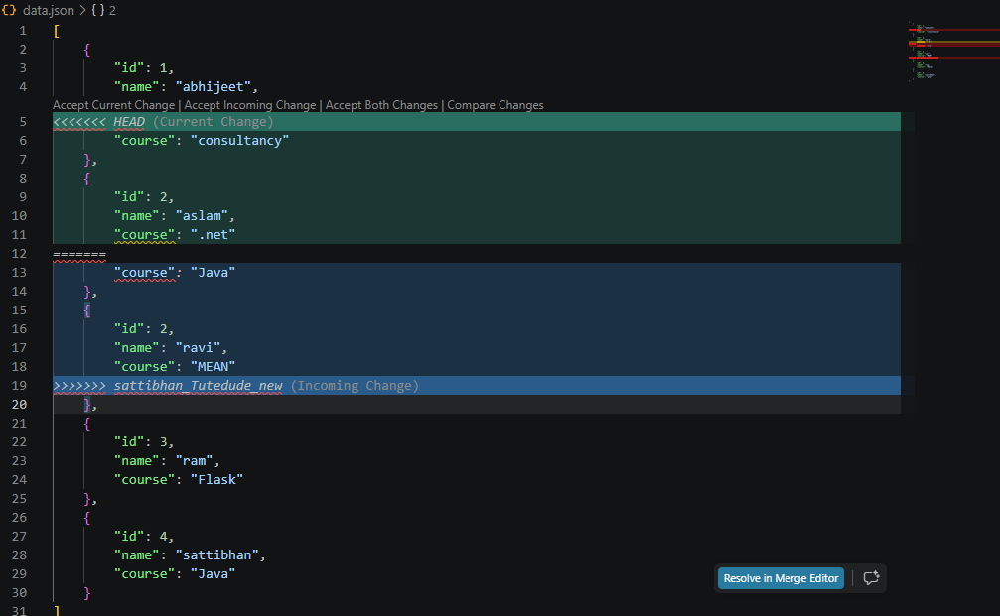 {} data.json > {} 2
1 [
2     {
3         "id": 1,
4         "name": "abhijeet",
Accept Current Change | Accept Incoming Change | Accept Both Changes | Compare Changes
5 <<<<<<< HEAD (Current Change)
6         "course": "consultancy"
7     },
8     {
9         "id": 2,
10         "name": "aslam",
11         "course": ".net"
12 =======
13         "course": "Java"
14     },
15     {
16         "id": 2,
17         "name": "ravi",
18         "course": "MEAN"
19 >>>>>>> sattibhan_Tutedude_new (Incoming Change)
20     },
21     {
22         "id": 3,
23         "name": "ram",
24         "course": "Flask"
25     },
26     {
27         "id": 4,
28         "name": "sattibhan",
29         "course": "Java"
30     }
31 ]
Resolve in Merge Editor